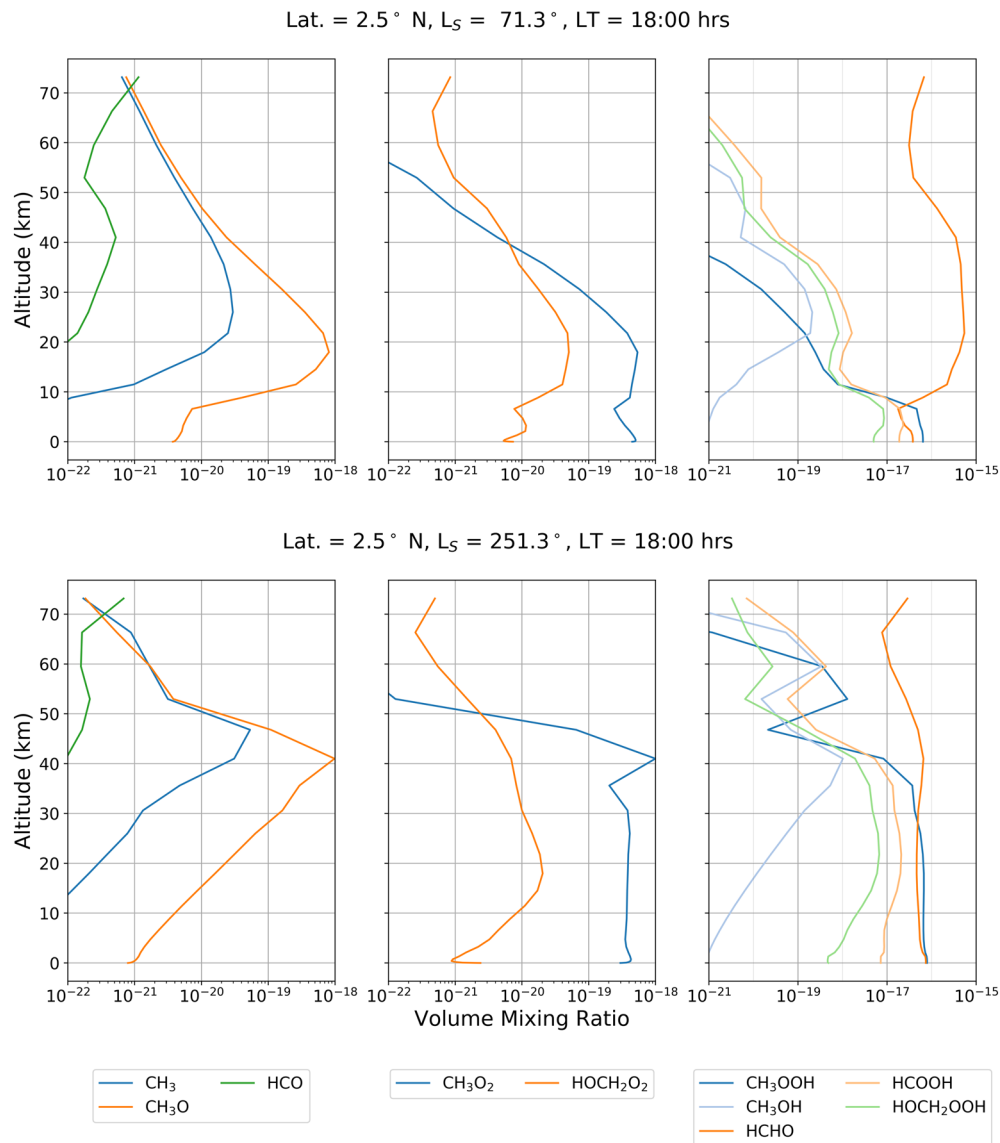 Lat. = 2.5° N, L_S = 71.3°, LT = 18:00 hrs
Altitude (km)
70
60
50
40
30
20
10
0
10⁻²² 10⁻²¹ 10⁻²⁰ 10⁻¹⁹ 10⁻¹⁸
10⁻²² 10⁻²¹ 10⁻²⁰ 10⁻¹⁹ 10⁻¹⁸
10⁻²¹ 10⁻¹⁹ 10⁻¹⁷ 10⁻¹⁵
Lat. = 2.5° N, L_S = 251.3°, LT = 18:00 hrs
Altitude (km)
70
60
50
40
30
20
10
0
10⁻²² 10⁻²¹ 10⁻²⁰ 10⁻¹⁹ 10⁻¹⁸
10⁻²² 10⁻²¹ 10⁻²⁰ 10⁻¹⁹ 10⁻¹⁸
10⁻²¹ 10⁻¹⁹ 10⁻¹⁷ 10⁻¹⁵
Volume Mixing Ratio
CH₃ HCO
CH₃O
CH₃O₂ HOCH₂O₂
CH₃OOH HCOOH
CH₃OH HOCH₂OOH
HCHO